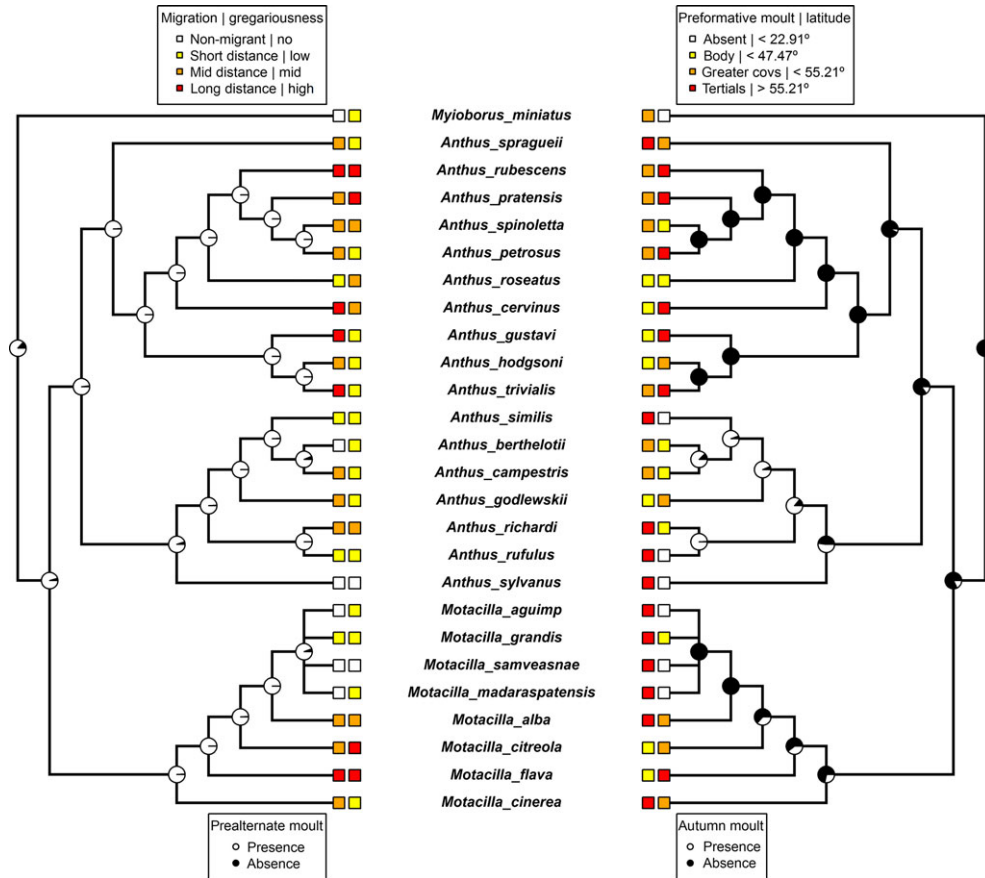 Migration | gregariousness
Non-migrant | no
Short distance | low
Mid distance | mid
Long distance | high
Preformative moult | latitude
Absent | < 22.91º
Body | < 47.47º
Greater covs | < 55.21º
Tertials | > 55.21º
Myioborus_miniatus
Anthus_spragueii
Anthus_rubescens
Anthus_pratensis
Anthus_spinoletta
Anthus_petrosus
Anthus_roseatus
Anthus_cervinus
Anthus_gustavi
Anthus_hodgsoni
Anthus_trivialis
Anthus_similis
Anthus_berthelotii
Anthus_campestris
Anthus_godlewskii
Anthus_richardi
Anthus_rufulus
Anthus_sylvanus
Motacilla_aguimp
Motacilla_grandis
Motacilla_samveasnae
Motacilla_madaraspatensis
Motacilla_alba
Motacilla_citreola
Motacilla_flava
Motacilla_cinerea
Prealternate moult
Presence
Absence
Autumn moult
Presence
Absence